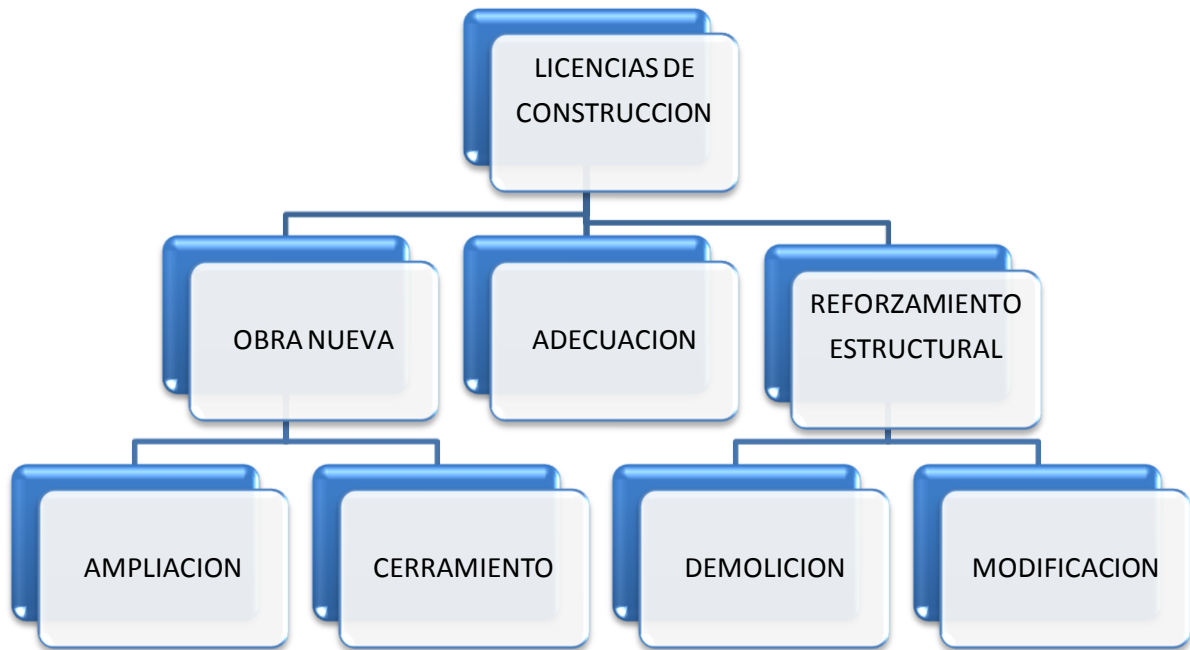 LICENCIAS DE
CONSTRUCCION
OBRA NUEVA
ADECUACION
REFORZAMIENTO
ESTRUCTURAL
AMPLIACION
CERRAMIENTO
DEMOLICION
MODIFICACION